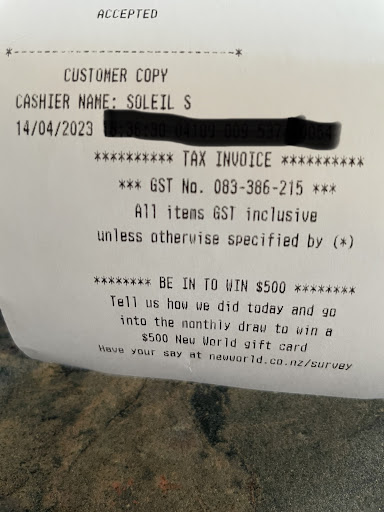 ACCEPTED
*------------------------------*
CUSTOMER COPY
CASHIER NAME: SOLEIL S
14/04/2023
********** TAX INVOICE **********
*** GST No. 083-386-215 ***
All items GST inclusive
unless otherwise specified by (*)
******** BE IN TO WIN $500 ********
Tell us how we did today and go
into the monthly draw to win a
$500 New World gift card
Have your say at newworld.co.nz/survey